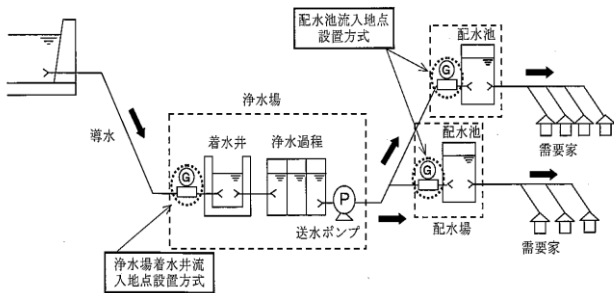 配水池流入地点
設置方式
配水池
G
浄水場
導水
着水井
浄水過程
配水池
需要家
G
G
P
送水ポンプ
配水場
需要家
浄水場着水井流
入地点設置方式